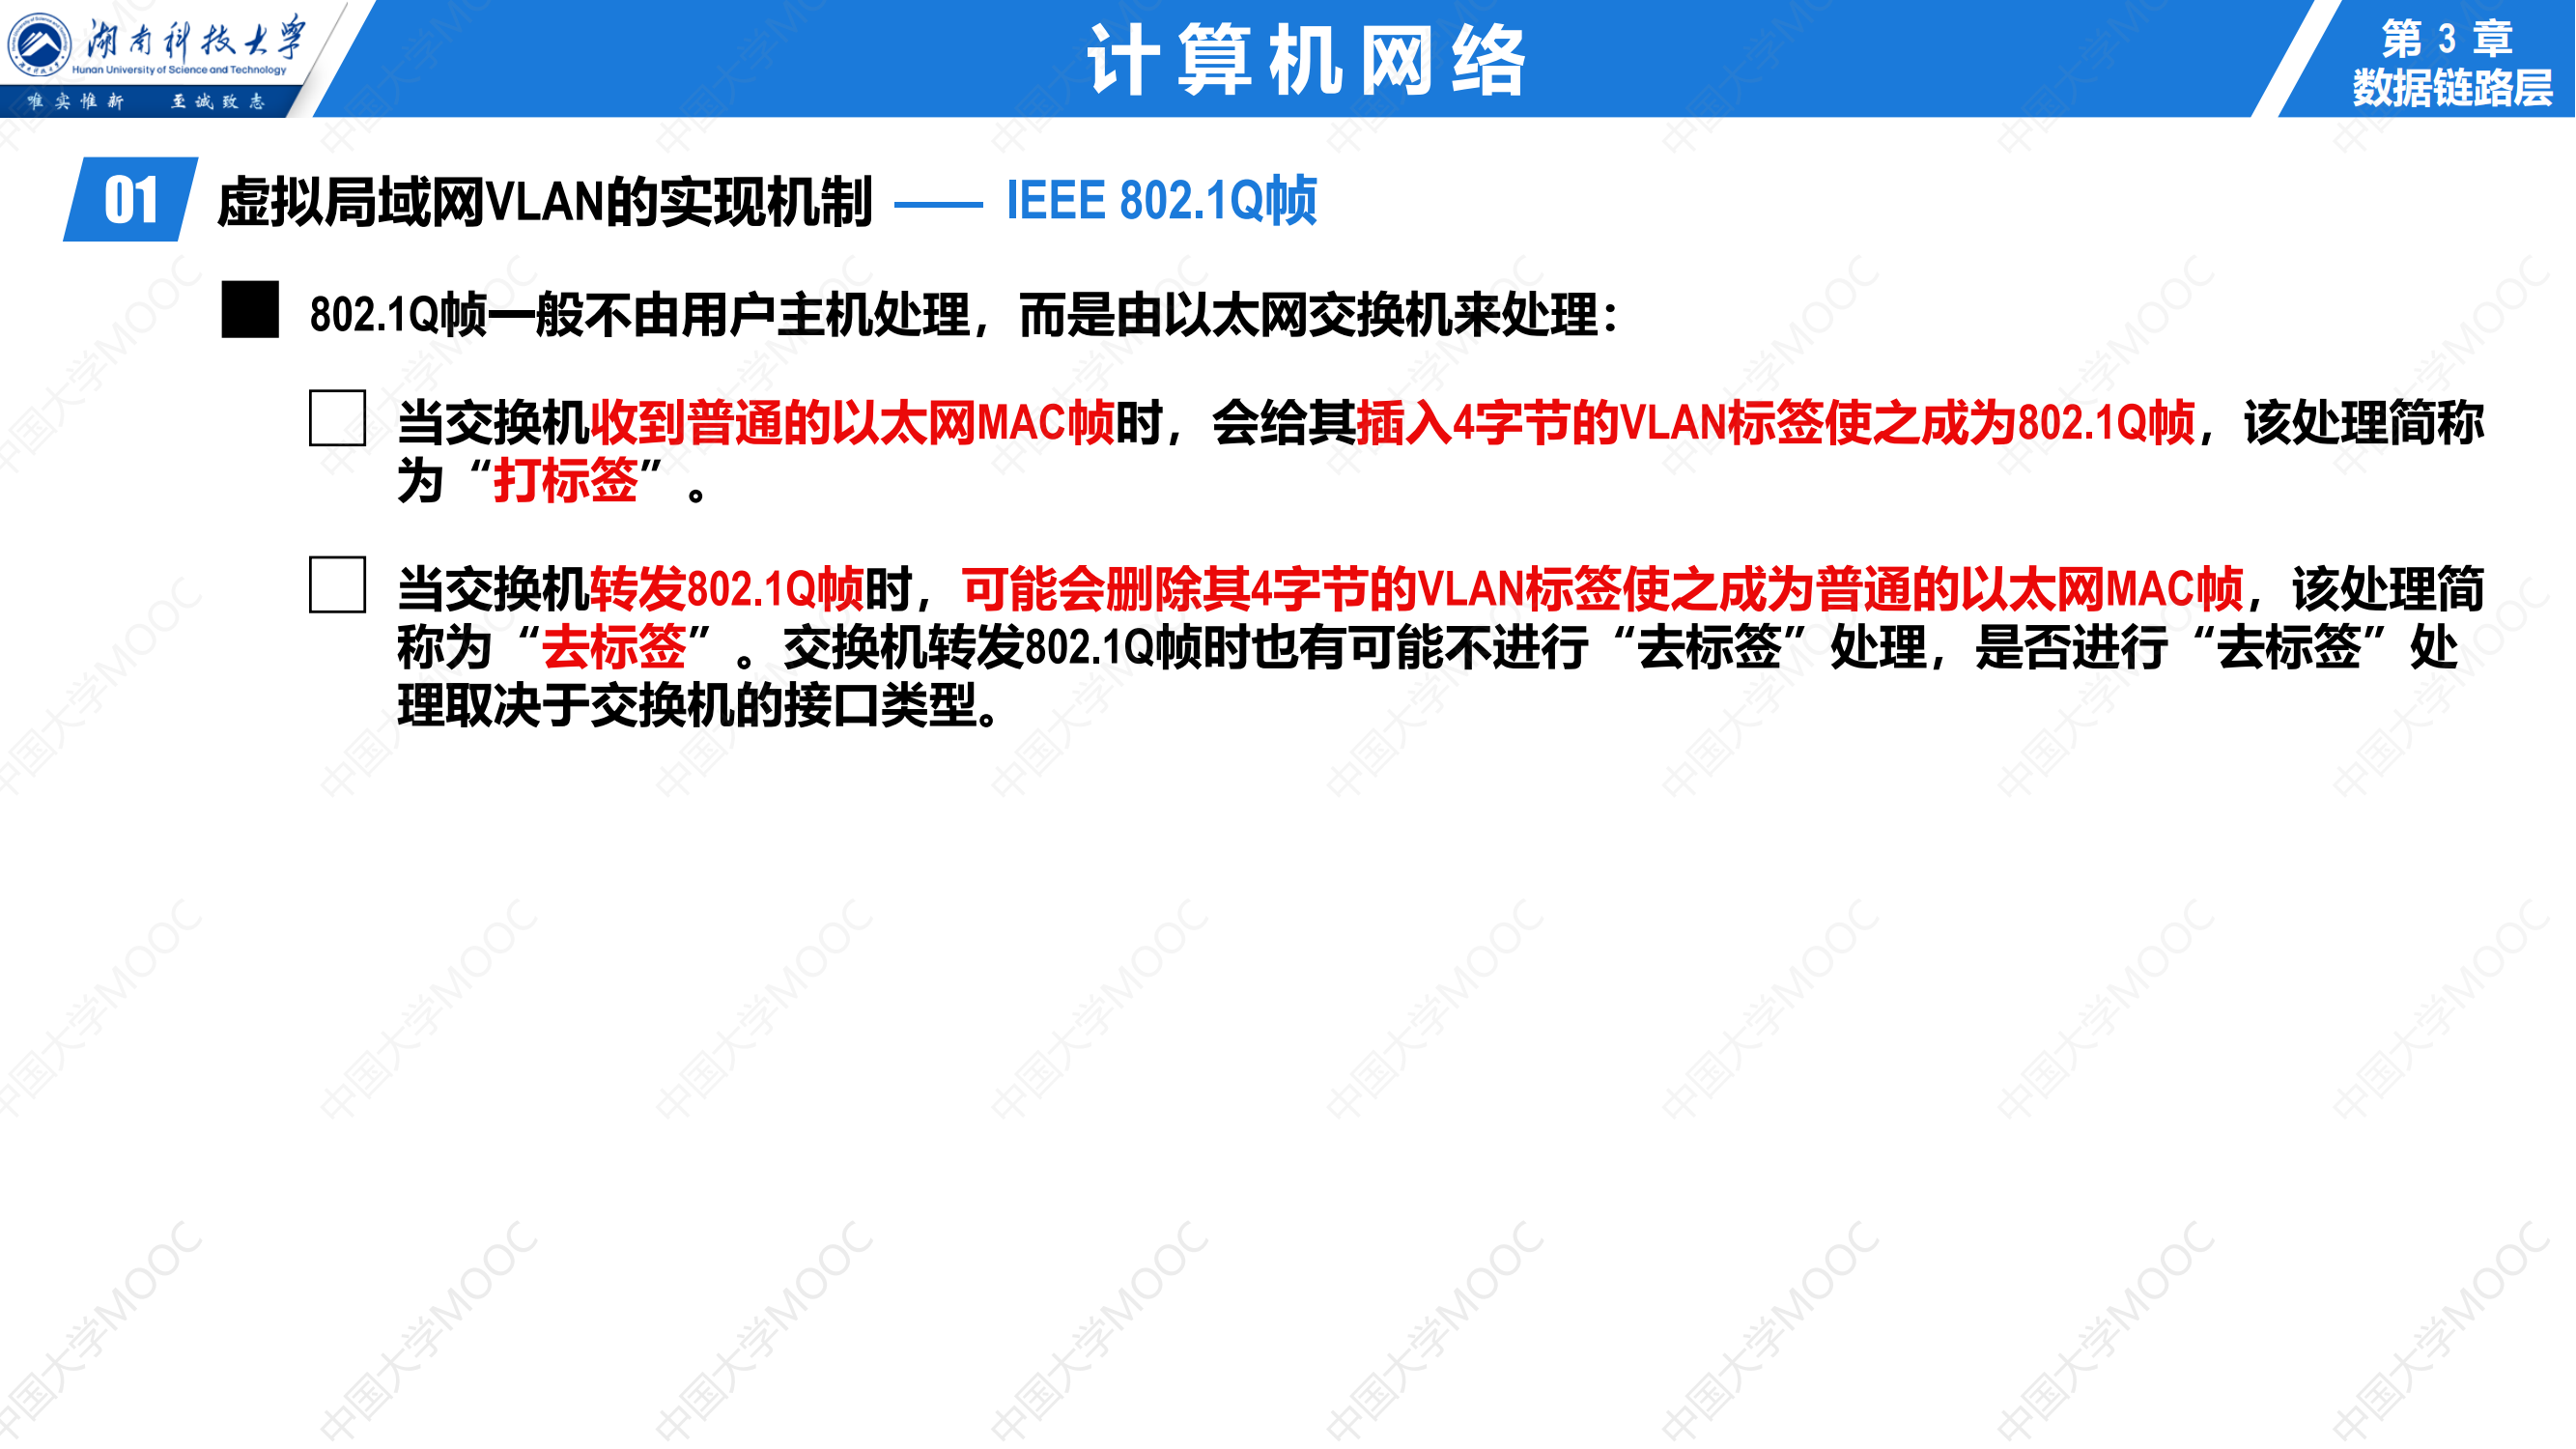 湖南科技大学
Hunan University of Science and Technology
唯实惟新 至诚致志
计算机网络
第 3 章
数据链路层
01 虚拟局域网VLAN的实现机制 —— IEEE 802.1Q帧
802.1Q帧一般不由用户主机处理，而是由以太网交换机来处理：
当交换机收到普通的以太网MAC帧时，会给其插入4字节的VLAN标签使之成为802.1Q帧，该处理简称
为“打标签”。
当交换机转发802.1Q帧时，可能会删除其4字节的VLAN标签使之成为普通的以太网MAC帧，该处理简
称为“去标签”。交换机转发802.1Q帧时也有可能不进行“去标签”处理，是否进行“去标签”处
理取决于交换机的接口类型。
中国大学MOOC